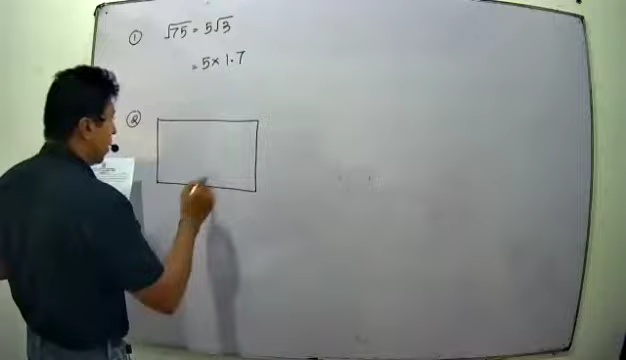 ① √75 = 5√3
= 5 × 1.7
②